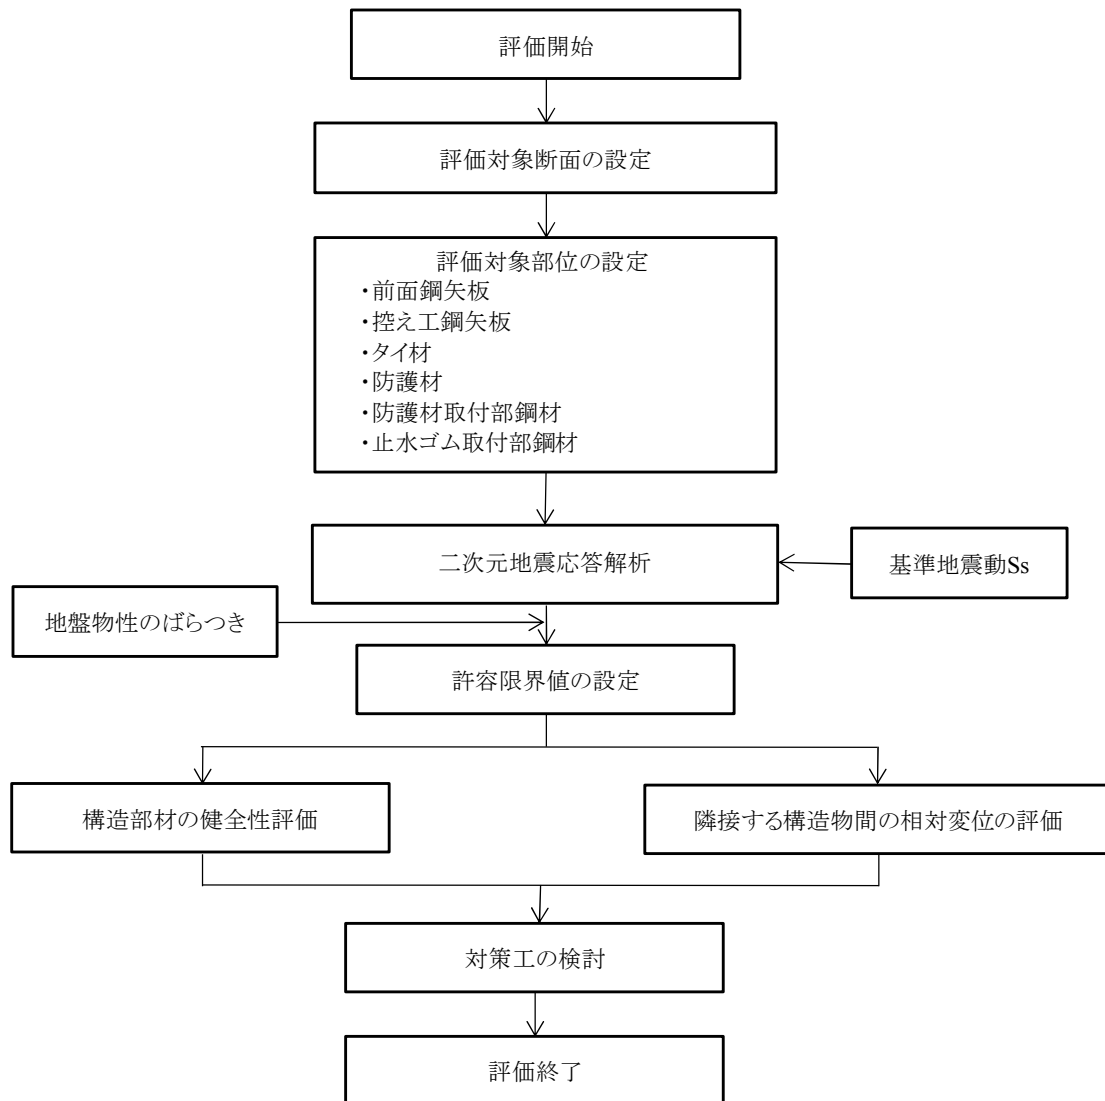 評価開始
評価対象断面の設定
評価対象部位の設定
・前面鋼矢板
・控え工鋼矢板
・タイ材
・防護材
・防護材取付部鋼材
・止水ゴム取付部鋼材
二次元地震応答解析
基準地震動Ss
地盤物性のばらつき
許容限界値の設定
構造部材の健全性評価
隣接する構造物間の相対変位の評価
対策工の検討
評価終了